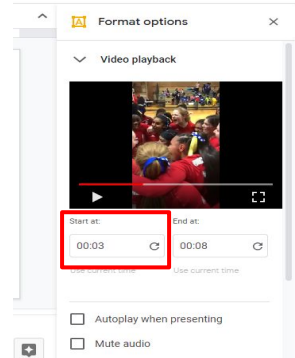 Format options
Video playback
Start at: End at:
00:03 00:08
Use current time Use current time
Autoplay when presenting
Mute audio